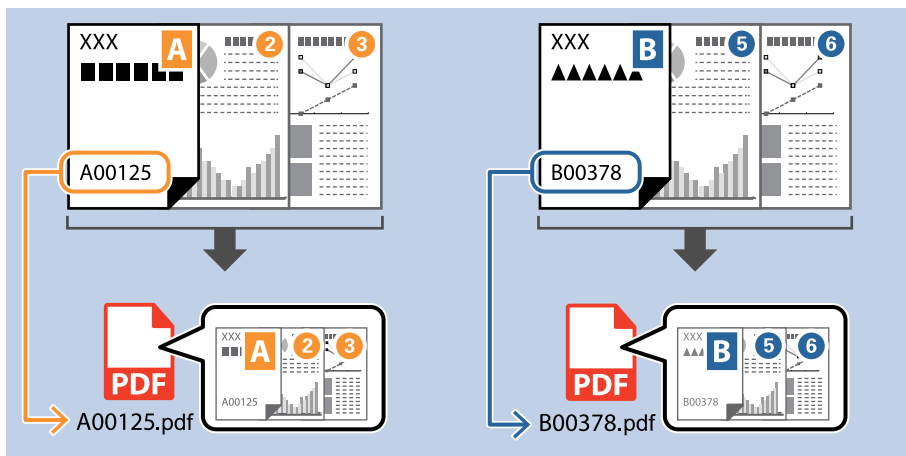 XXX
A
2
3
A00125
PDF
XXX
A
2
3
A00125
A00125.pdf
XXX
B
5
6
B00378
PDF
XXX
B
5
6
B00378
B00378.pdf